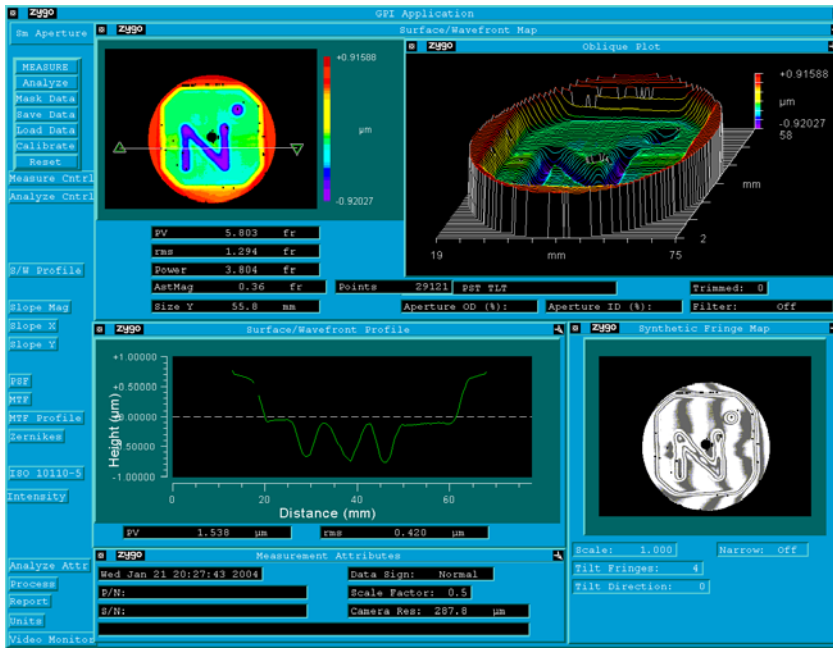 zygo GPI Application
Sm Aperture
MEASURE
Analyze
Mask Data
Save Data
Load Data
Calibrate
Reset
Measure Cntrl
Analyze Cntrl
S/W Profile
Slope Mag
Slope X
Slope Y
PSF
MTF
MTF Profile
Zernikes
ISO 10110-5
Intensity
Analyze Attr
Process
Report
Units
Video Monitor
zygo Surface/Wavefront Map
+0.91588
µm
-0.92027
PV 5.803 fr
rms 1.294 fr
Power 3.804 fr
AstMag 0.36 fr
Size Y 55.8 mm
Points 29121
PST TLT
Trimmed: 0
Aperture OD (%):
Aperture ID (%):
Filter: Off
zygo Oblique Plot
+0.91588
µm
-0.92027
58
mm
2
19
mm
75
zygo Surface/Wavefront Profile
+1.00000
+0.50000
0.00000
.50000
-1.00000
Height (µm)
0 20 40 60
Distance (mm)
PV 1.538 µm
rms 0.420 µm
zygo Synthetic Fringe Map
Scale: 1.000
Narrow: Off
Tilt Fringes: 4
Tilt Direction: 0
zygo Measurement Attributes
Wed Jan 21 20:27:43 2004
Data Sign: Normal
P/N:
Scale Factor: 0.5
S/N:
Camera Res: 287.8 µm